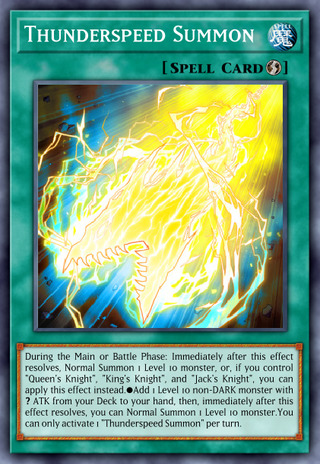 Thunderspeed Summon
魔
[Spell Card]
During the Main or Battle Phase: Immediately after this effect
resolves, Normal Summon 1 Level 10 monster, or, if you control
"Queen's Knight", "King's Knight", and "Jack's Knight", you can
apply this effect instead.●Add 1 Level 10 non-DARK monster with
? ATK from your Deck to your hand, then, immediately after this
effect resolves, you can Normal Summon 1 Level 10 monster.You
can only activate 1 "Thunderspeed Summon" per turn.